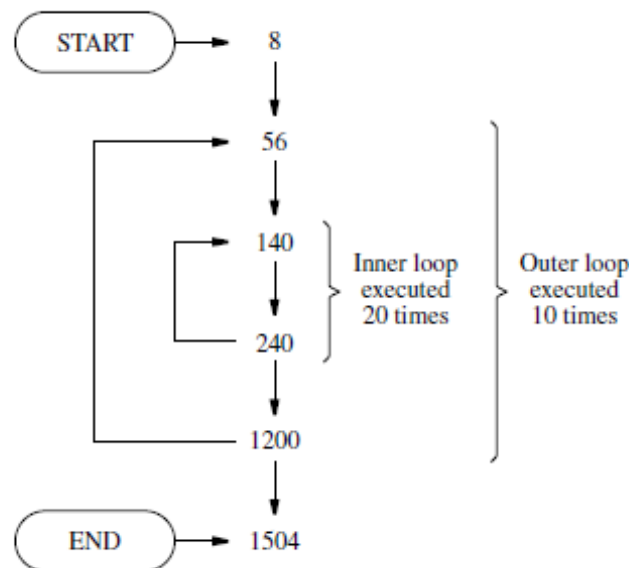 START
8
56
140
Inner loop
executed
20 times
Outer loop
executed
10 times
240
1200
END
1504